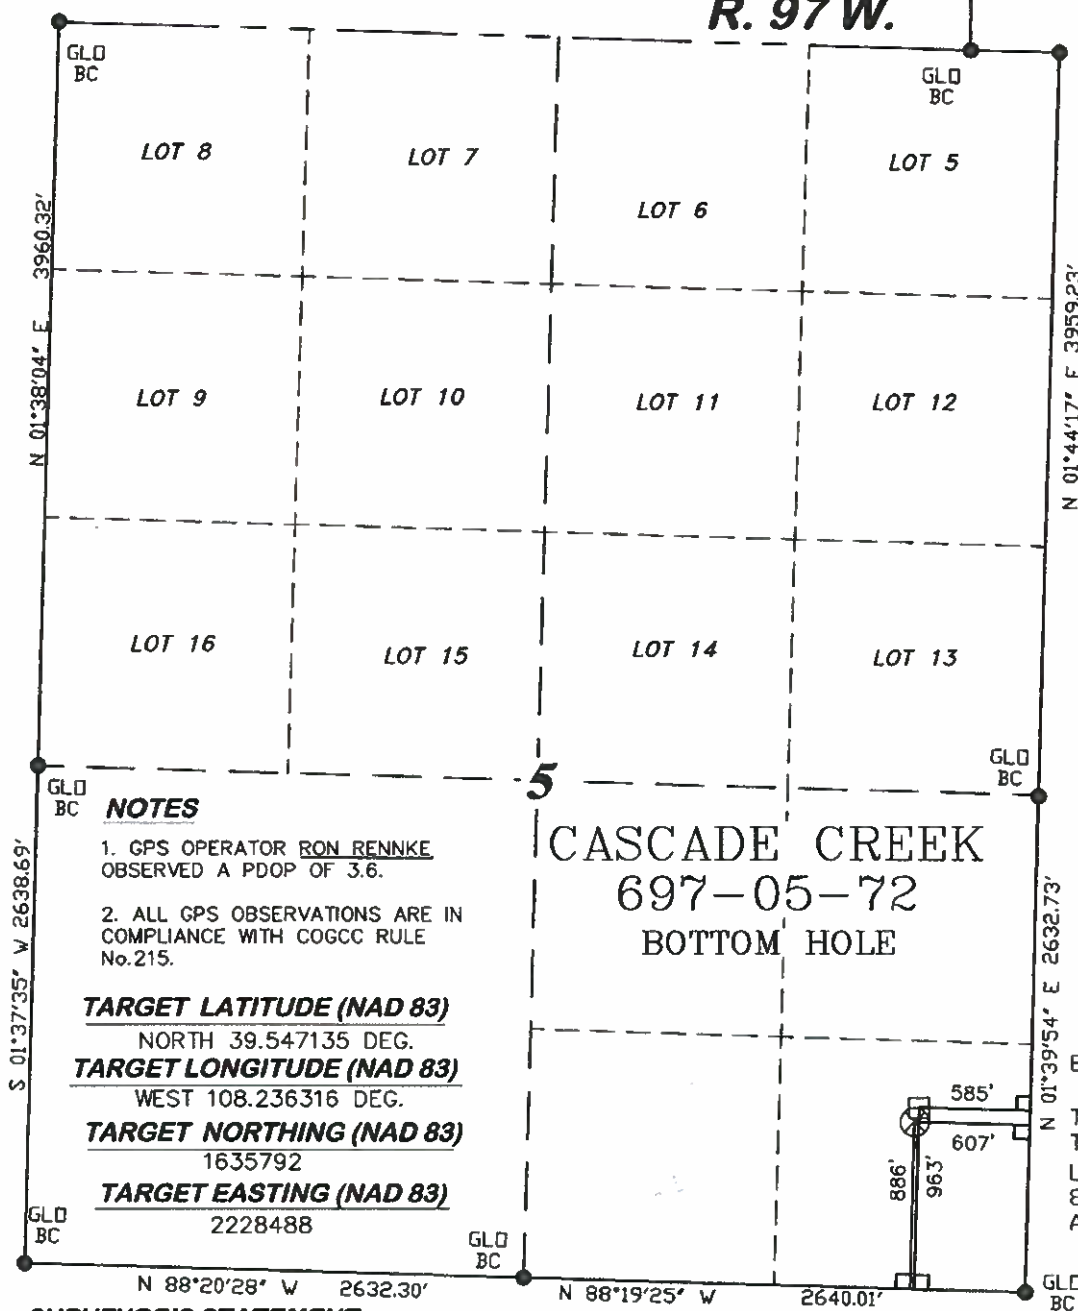 R. 97 W.
GLO
BC
GLO
BC
LOT 8
LOT 7
LOT 6
LOT 5
N 01°38'04" E 3960.32'
N 01°44'17" E 3959.23'
LOT 9
LOT 10
LOT 11
LOT 12
LOT 16
LOT 15
LOT 14
LOT 13
GLO
BC
5
GLO
BC
NOTES
1. GPS OPERATOR RON RENNKE
OBSERVED A PDOP OF 3.6.
2. ALL GPS OBSERVATIONS ARE IN
COMPLIANCE WITH COGCC RULE
No.215.
CASCADE CREEK
697-05-72
BOTTOM HOLE
S 01°37'35" W 2638.69'
N 01°39'54" E 2632.73'
TARGET LATITUDE (NAD 83)
NORTH 39.547135 DEG.
TARGET LONGITUDE (NAD 83)
WEST 108.236316 DEG.
TARGET NORTHING (NAD 83)
1635792
TARGET EASTING (NAD 83)
2228488
585'
607'
886'
963'
GLO
BC
GLO
BC
GLO
BC
N 88°20'28" W 2632.30'
N 88°19'25" W 2640.01'